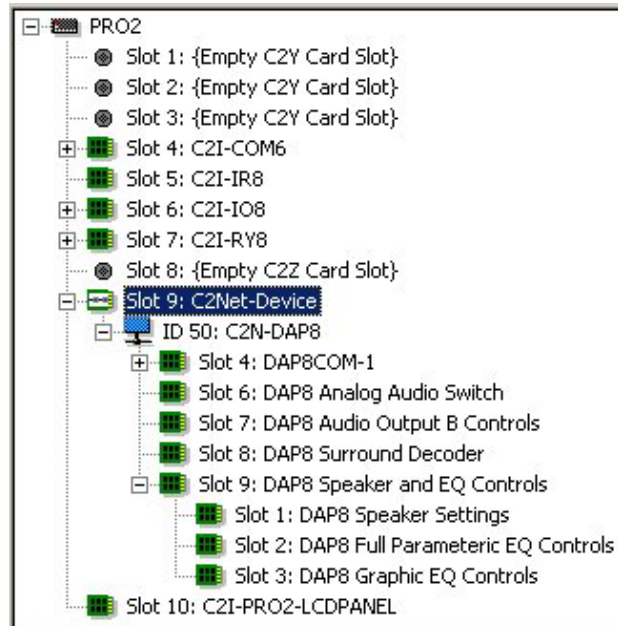 PRO2
Slot 1: {Empty C2Y Card Slot}
Slot 2: {Empty C2Y Card Slot}
Slot 3: {Empty C2Y Card Slot}
Slot 4: C2I-COM6
Slot 5: C2I-IR8
Slot 6: C2I-IO8
Slot 7: C2I-RY8
Slot 8: {Empty C2Z Card Slot}
Slot 9: C2Net-Device
ID 50: C2N-DAP8
Slot 4: DAP8COM-1
Slot 6: DAP8 Analog Audio Switch
Slot 7: DAP8 Audio Output B Controls
Slot 8: DAP8 Surround Decoder
Slot 9: DAP8 Speaker and EQ Controls
Slot 1: DAP8 Speaker Settings
Slot 2: DAP8 Full Parameteric EQ Controls
Slot 3: DAP8 Graphic EQ Controls
Slot 10: C2I-PRO2-LCDPANEL